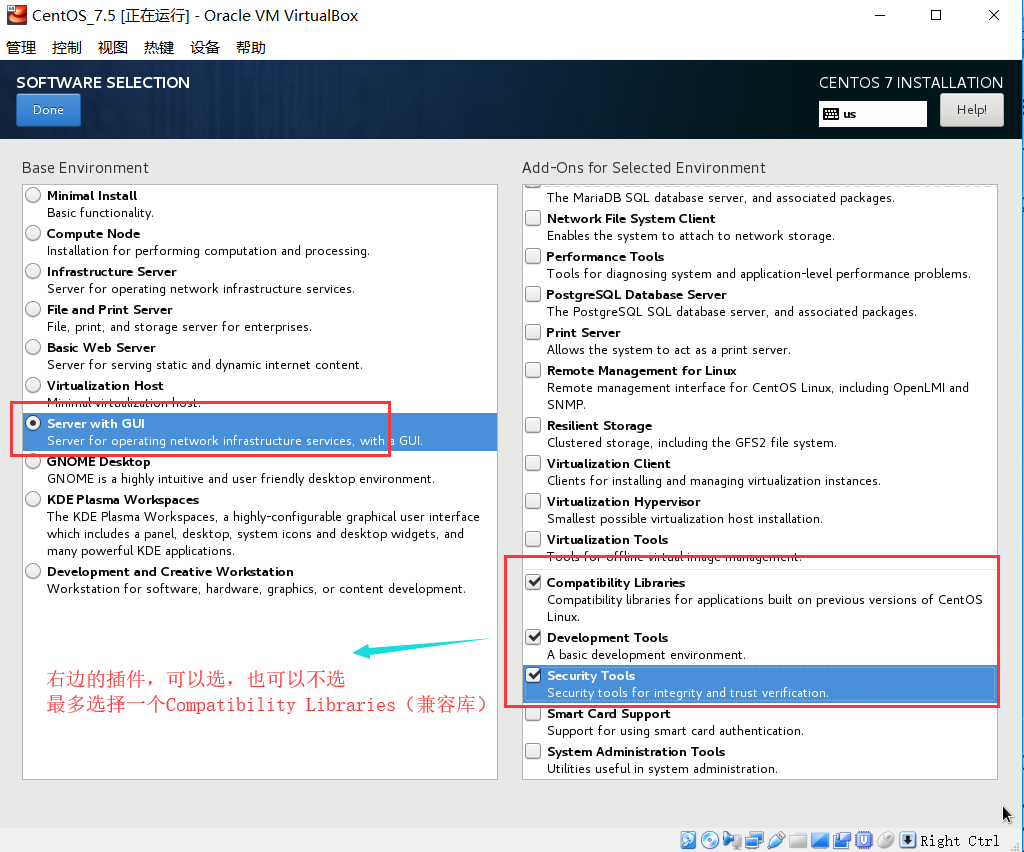 CentOS_7.5 [正在运行] - Oracle VM VirtualBox
管理 控制 视图 热键 设备 帮助
SOFTWARE SELECTION
CENTOS 7 INSTALLATION
Done
us
Help!
Base Environment
Minimal Install
Basic functionality.
Compute Node
Installation for performing computation and processing.
Infrastructure Server
Server for operating network infrastructure services.
File and Print Server
File, print, and storage server for enterprises.
Basic Web Server
Server for serving static and dynamic internet content.
Virtualization Host
Minimal virtualization host.
Server with GUI
Server for operating network infrastructure services, with a GUI.
GNOME Desktop
GNOME is a highly intuitive and user friendly desktop environment.
KDE Plasma Workspaces
The KDE Plasma Workspaces, a highly-configurable graphical user interface
which includes a panel, desktop, system icons and desktop widgets, and
many powerful KDE applications.
Development and Creative Workstation
Workstation for software, hardware, graphics, or content development.
右边的插件，可以选，也可以不选
最多选择一个Compatibility Libraries（兼容库）
Add-Ons for Selected Environment
The MariaDB SQL database server, and associated packages.
Network File System Client
Enables the system to attach to network storage.
Performance Tools
Tools for diagnosing system and application-level performance problems.
PostgreSQL Database Server
The PostgreSQL SQL database server, and associated packages.
Print Server
Allows the system to act as a print server.
Remote Management for Linux
Remote management interface for CentOS Linux, including OpenLMI and
SNMP.
Resilient Storage
Clustered storage, including the GFS2 file system.
Virtualization Client
Clients for installing and managing virtualization instances.
Virtualization Hypervisor
Smallest possible virtualization host installation.
Virtualization Tools
Tools for offline virtual image management.
Compatibility Libraries
Compatibility libraries for applications built on previous versions of CentOS
Linux.
Development Tools
A basic development environment.
Security Tools
Security tools for integrity and trust verification.
Smart Card Support
Support for using smart card authentication.
System Administration Tools
Utilities useful in system administration.
Right Ctrl